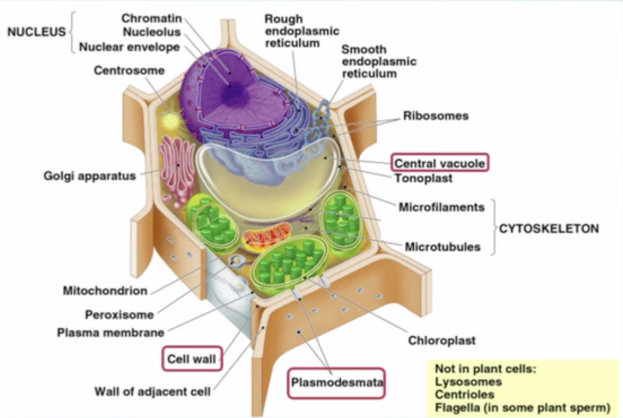 NUCLEUS
Chromatin
Nucleolus
Nuclear envelope
Centrosome
Rough
endoplasmic
reticulum
Smooth
endoplasmic
reticulum
Ribosomes
Central vacuole
Tonoplast
Golgi apparatus
Microfilaments
CYTOSKELETON
Microtubules
Mitochondrion
Peroxisome
Plasma membrane
Cell wall
Wall of adjacent cell
Plasmodesmata
Chloroplast
Not in plant cells:
Lysosomes
Centrioles
Flagella (in some plant sperm)